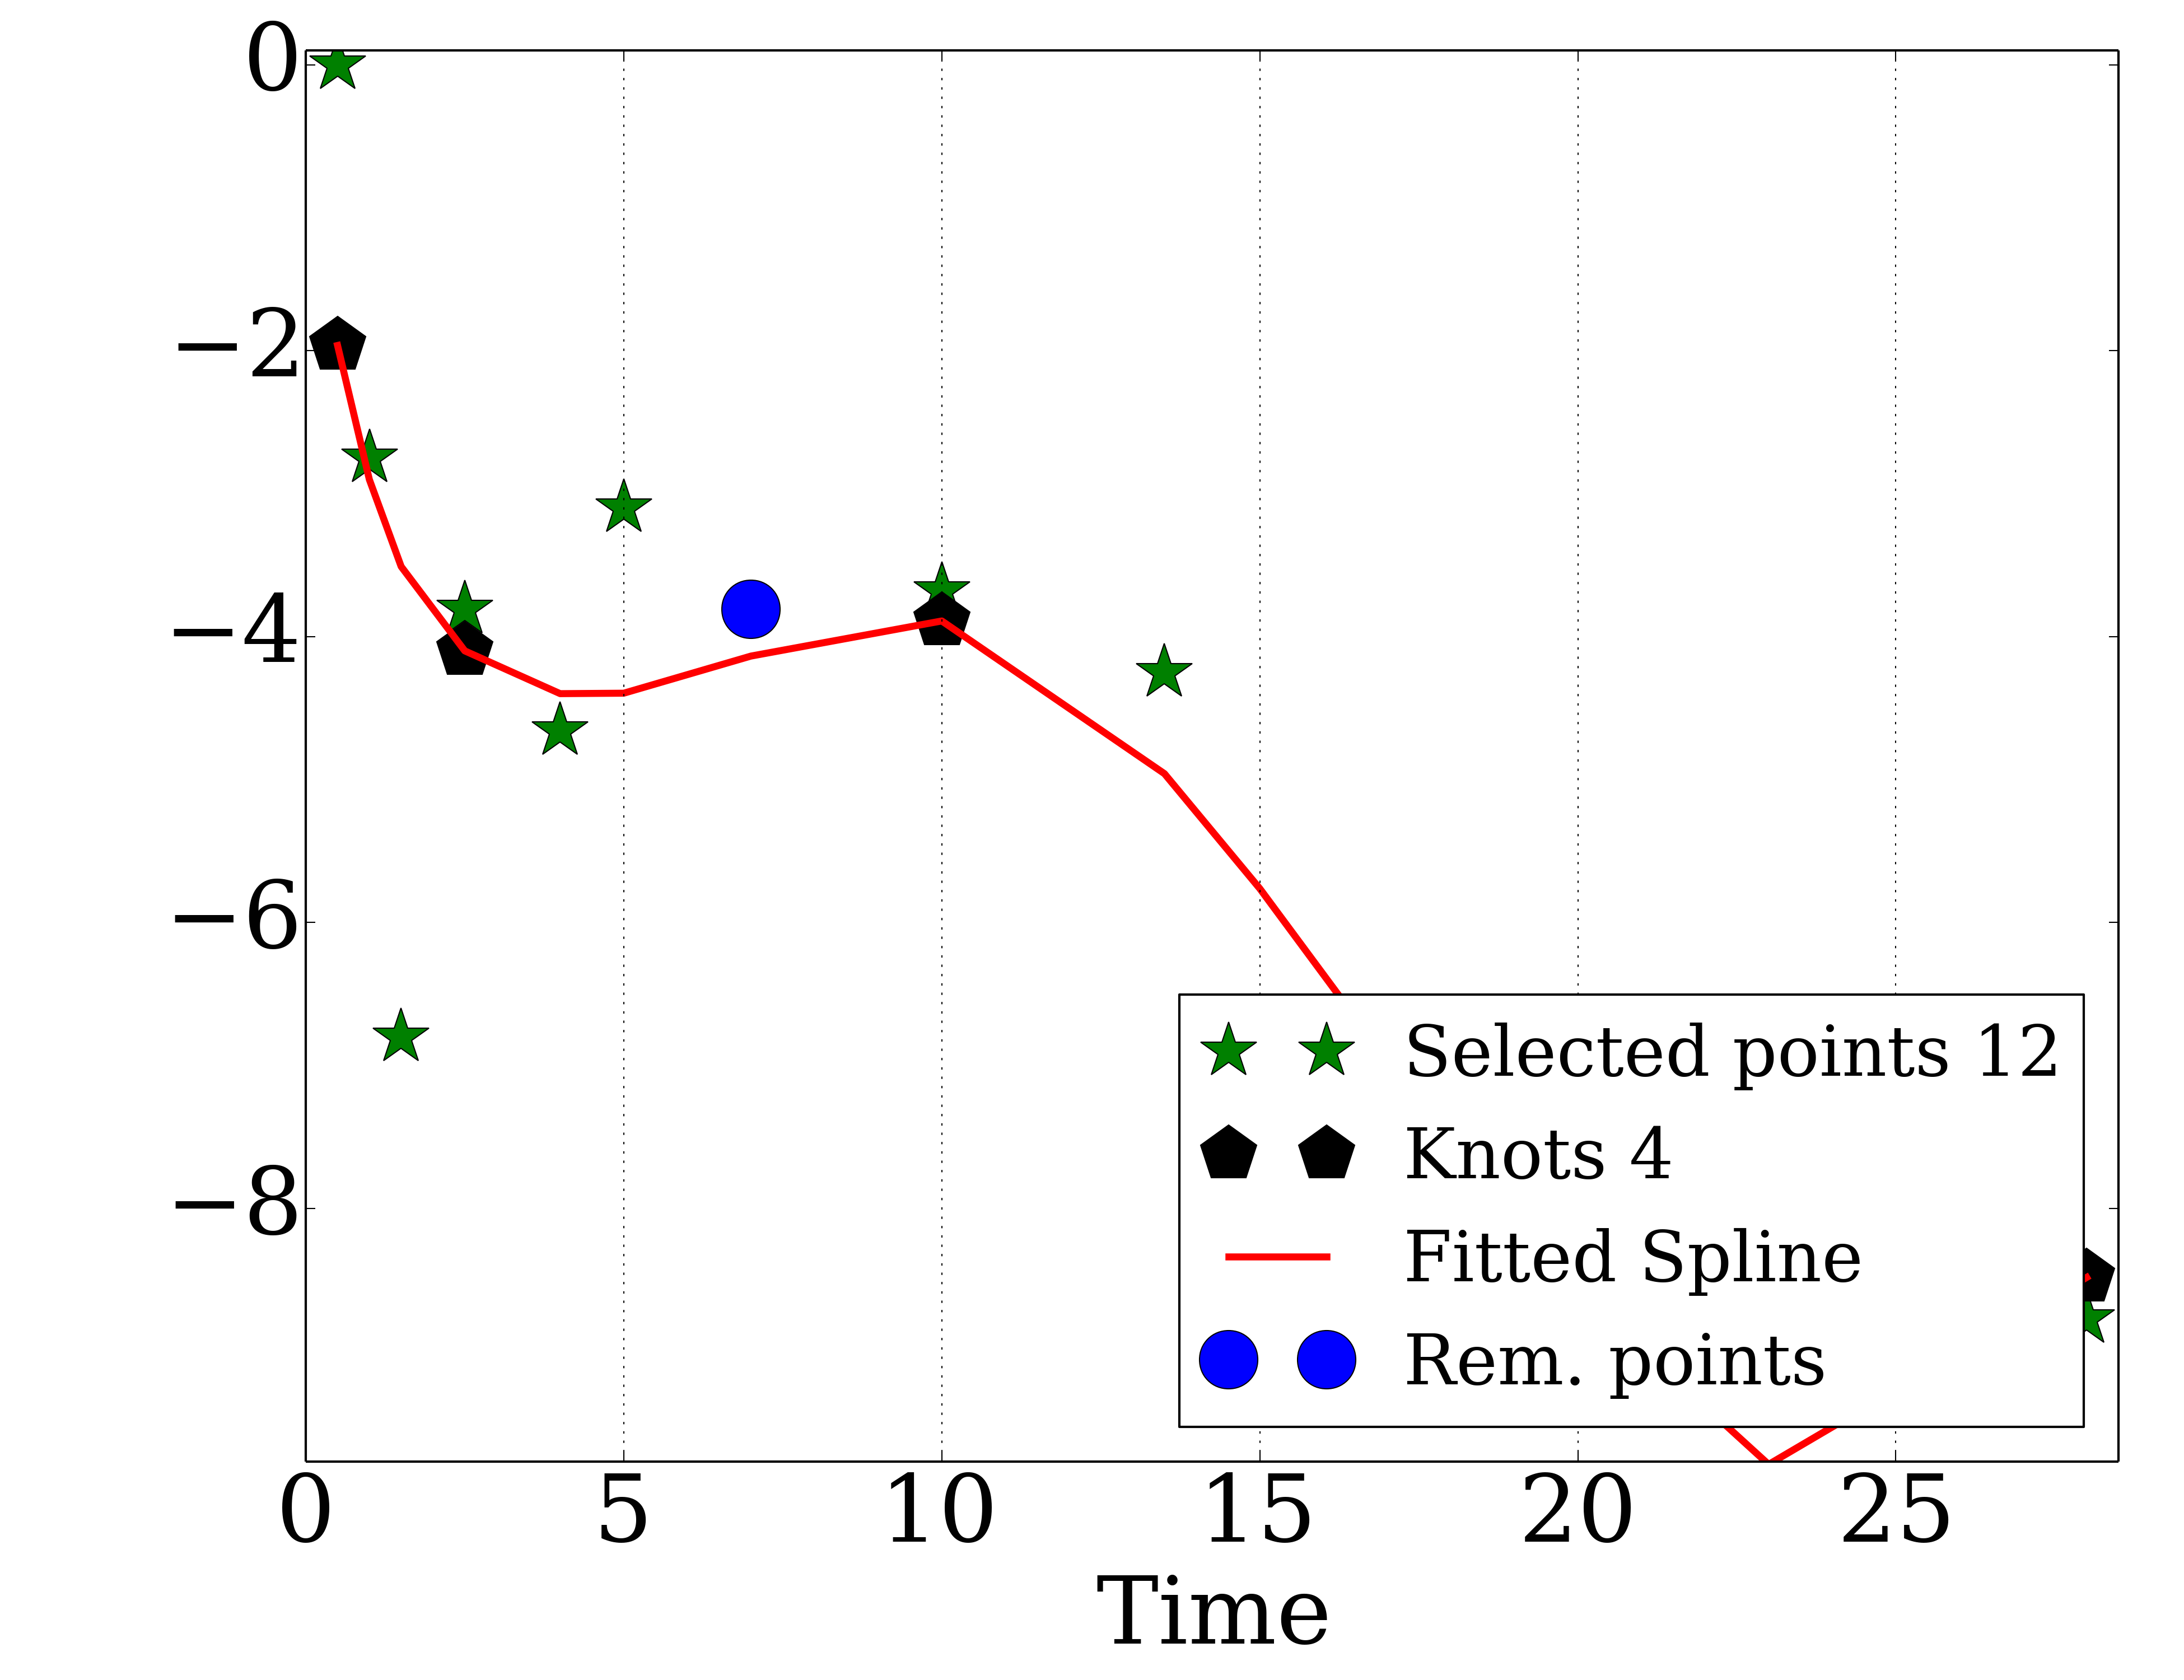 0
−2
−4
−6
−8
Selected points 12
Knots 4
Fitted Spline
Rem. points
0 5 10 15 20 25
Time